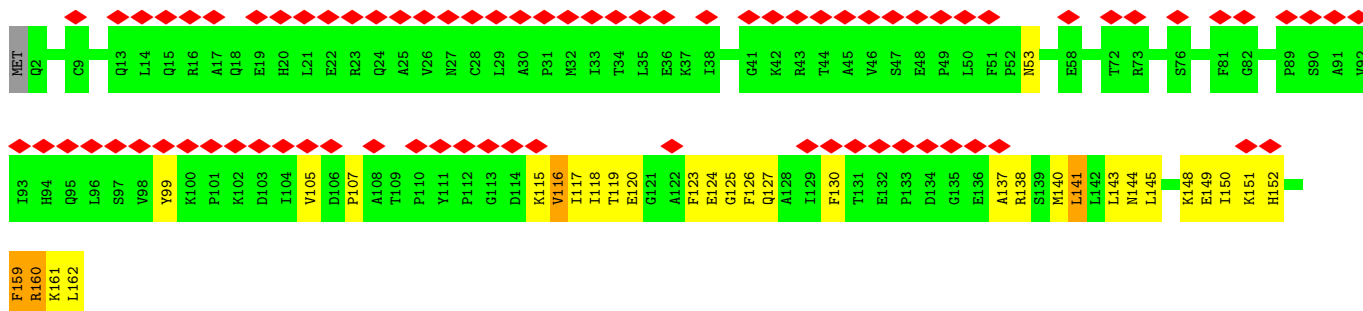 MET Q2 C9 Q13 L14 Q15 R16 A17 Q18 E19 H20 L21 E22 R23 Q24 A25 V26 N27 C28 L29 A30 P31 M32 I33 T34 L35 E36 K37 I38 G41 K42 R43 T44 A45 V46 S47 E48 P49 L50 F51 P52 N53 E58 T72 R73 S76 F81 G82 P89 S90 A91 V92
I93 H94 Q95 L96 S97 V98 Y99 K100 P101 K102 D103 I104 V105 D106 P107 A108 T109 P110 Y111 P112 G113 D114 K115 V116 I117 I118 T119 E120 G121 A122 F123 E124 G125 F126 Q127 A128 I129 F130 T131 E132 P133 D134 G135 E136 A137 R138 S139 M140 L141 L142 L143 N144 L145 K148 E149 I150 K151 H152
F159 R160 K161 L162